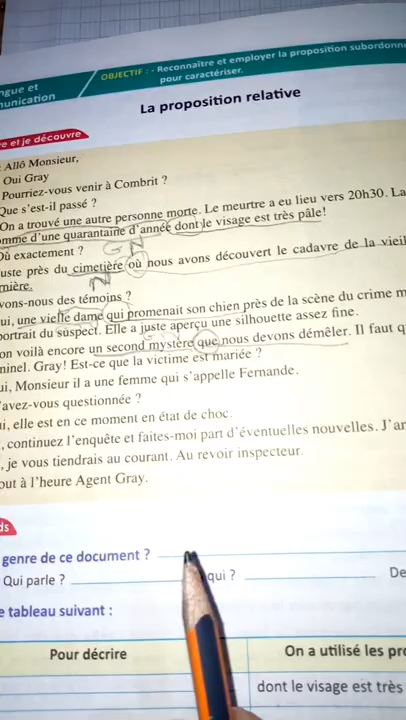 ngue et
unication
OBJECTIF : - Reconnaître et employer la proposition subordonn
pour caractériser.
La proposition relative
e et je découvre
Allô Monsieur,
Oui Gray
Pourriez-vous venir à Combrit ?
Que s'est-il passé ?
On a trouvé une autre personne morte. Le meurtre a eu lieu vers 20h30. La
omme d'une quarantaine d'année dont le visage est très pâle!
Où exactement ?
GN
uste près du cimetière où nous avons découvert le cadavre de la vieil
mière.
N
vons-nous des témoins ?
ui, une vielle dame qui promenait son chien près de la scène du crime m
portrait du suspect. Elle a juste aperçu une silhouette assez fine.
on voilà encore un second mystère que nous devons démêler. Il faut q
minel. Gray! Est-ce que la victime est mariée ?
ui, Monsieur il a une femme qui s'appelle Fernande.
'avez-vous questionnée ?
i, elle est en ce moment en état de choc.
, continuez l'enquête et faites-moi part d'éventuelles nouvelles. J'ar
, je vous tiendrais au courant. Au revoir inspecteur.
out à l'heure Agent Gray.
ds
genre de ce document ?
Qui parle ? qui ? De
e tableau suivant :
Pour décrire On a utilisé les pro
dont le visage est très